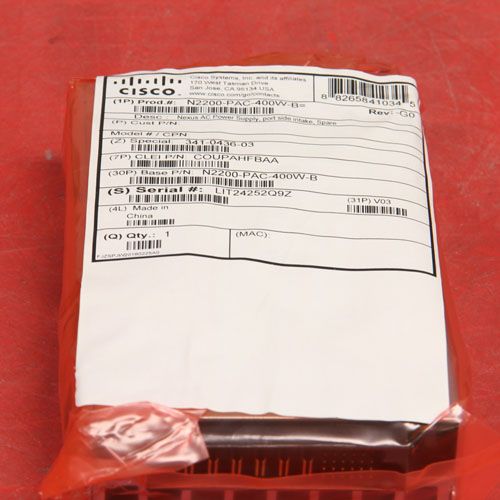 CISCO
Cisco Systems, Inc. and its affiliates
170 West Tasman Drive
San Jose, CA 95134-USA
www.cisco.com/go/contacts
8 82658 41034 5
(1P) Prod.#: N2200-PAC-400W-B=
Rev: -G0
Desc.: Nexus AC Power Supply, port side intake, Spare
(P) Cust P/N
Model # / CPN
(Z) Special 341-0436-03
(7P) CLEI P/N: COUPAHFBAA
(30P) Base P/N: N2200-PAC-400W-B
(S) Serial #: LIT24252Q9Z
(4L) Made in
China
(31P) V03
(Q) Qty.: 1
(MAC):